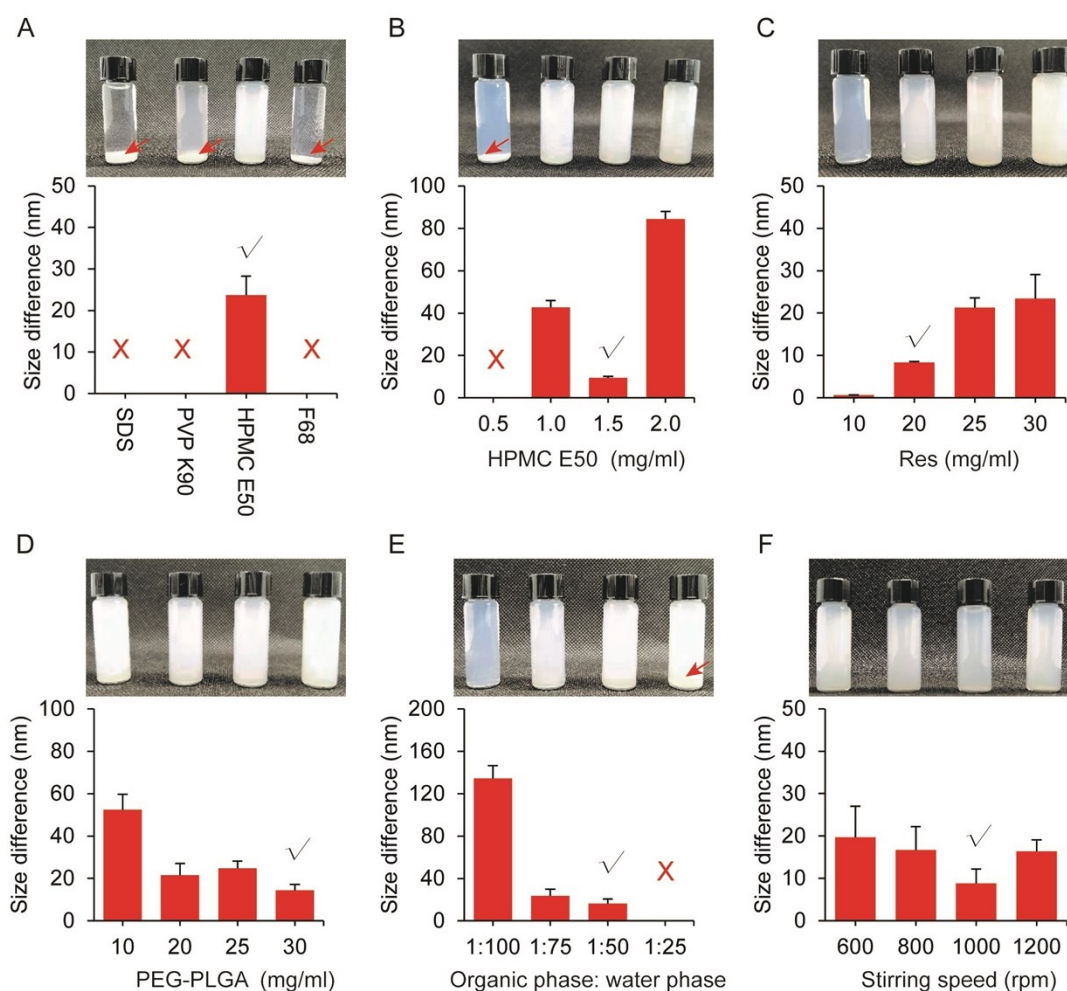 A
B
C
50
40
30
20
10
0
Size difference (nm)
√
X
X
X
SDS
PVP K90
HPMC E50
F68
100
80
60
40
20
0
Size difference (nm)
X
√
0.5
1.0
1.5
2.0
HPMC E50 (mg/ml)
50
40
30
20
10
0
Size difference (nm)
√
10
20
25
30
Res (mg/ml)
D
E
F
100
80
60
40
20
0
Size difference (nm)
√
10
20
25
30
PEG-PLGA (mg/ml)
200
160
120
80
40
0
Size difference (nm)
√
X
1:100
1:75
1:50
1:25
Organic phase: water phase
50
40
30
20
10
0
Size difference (nm)
√
600
800
1000
1200
Stirring speed (rpm)